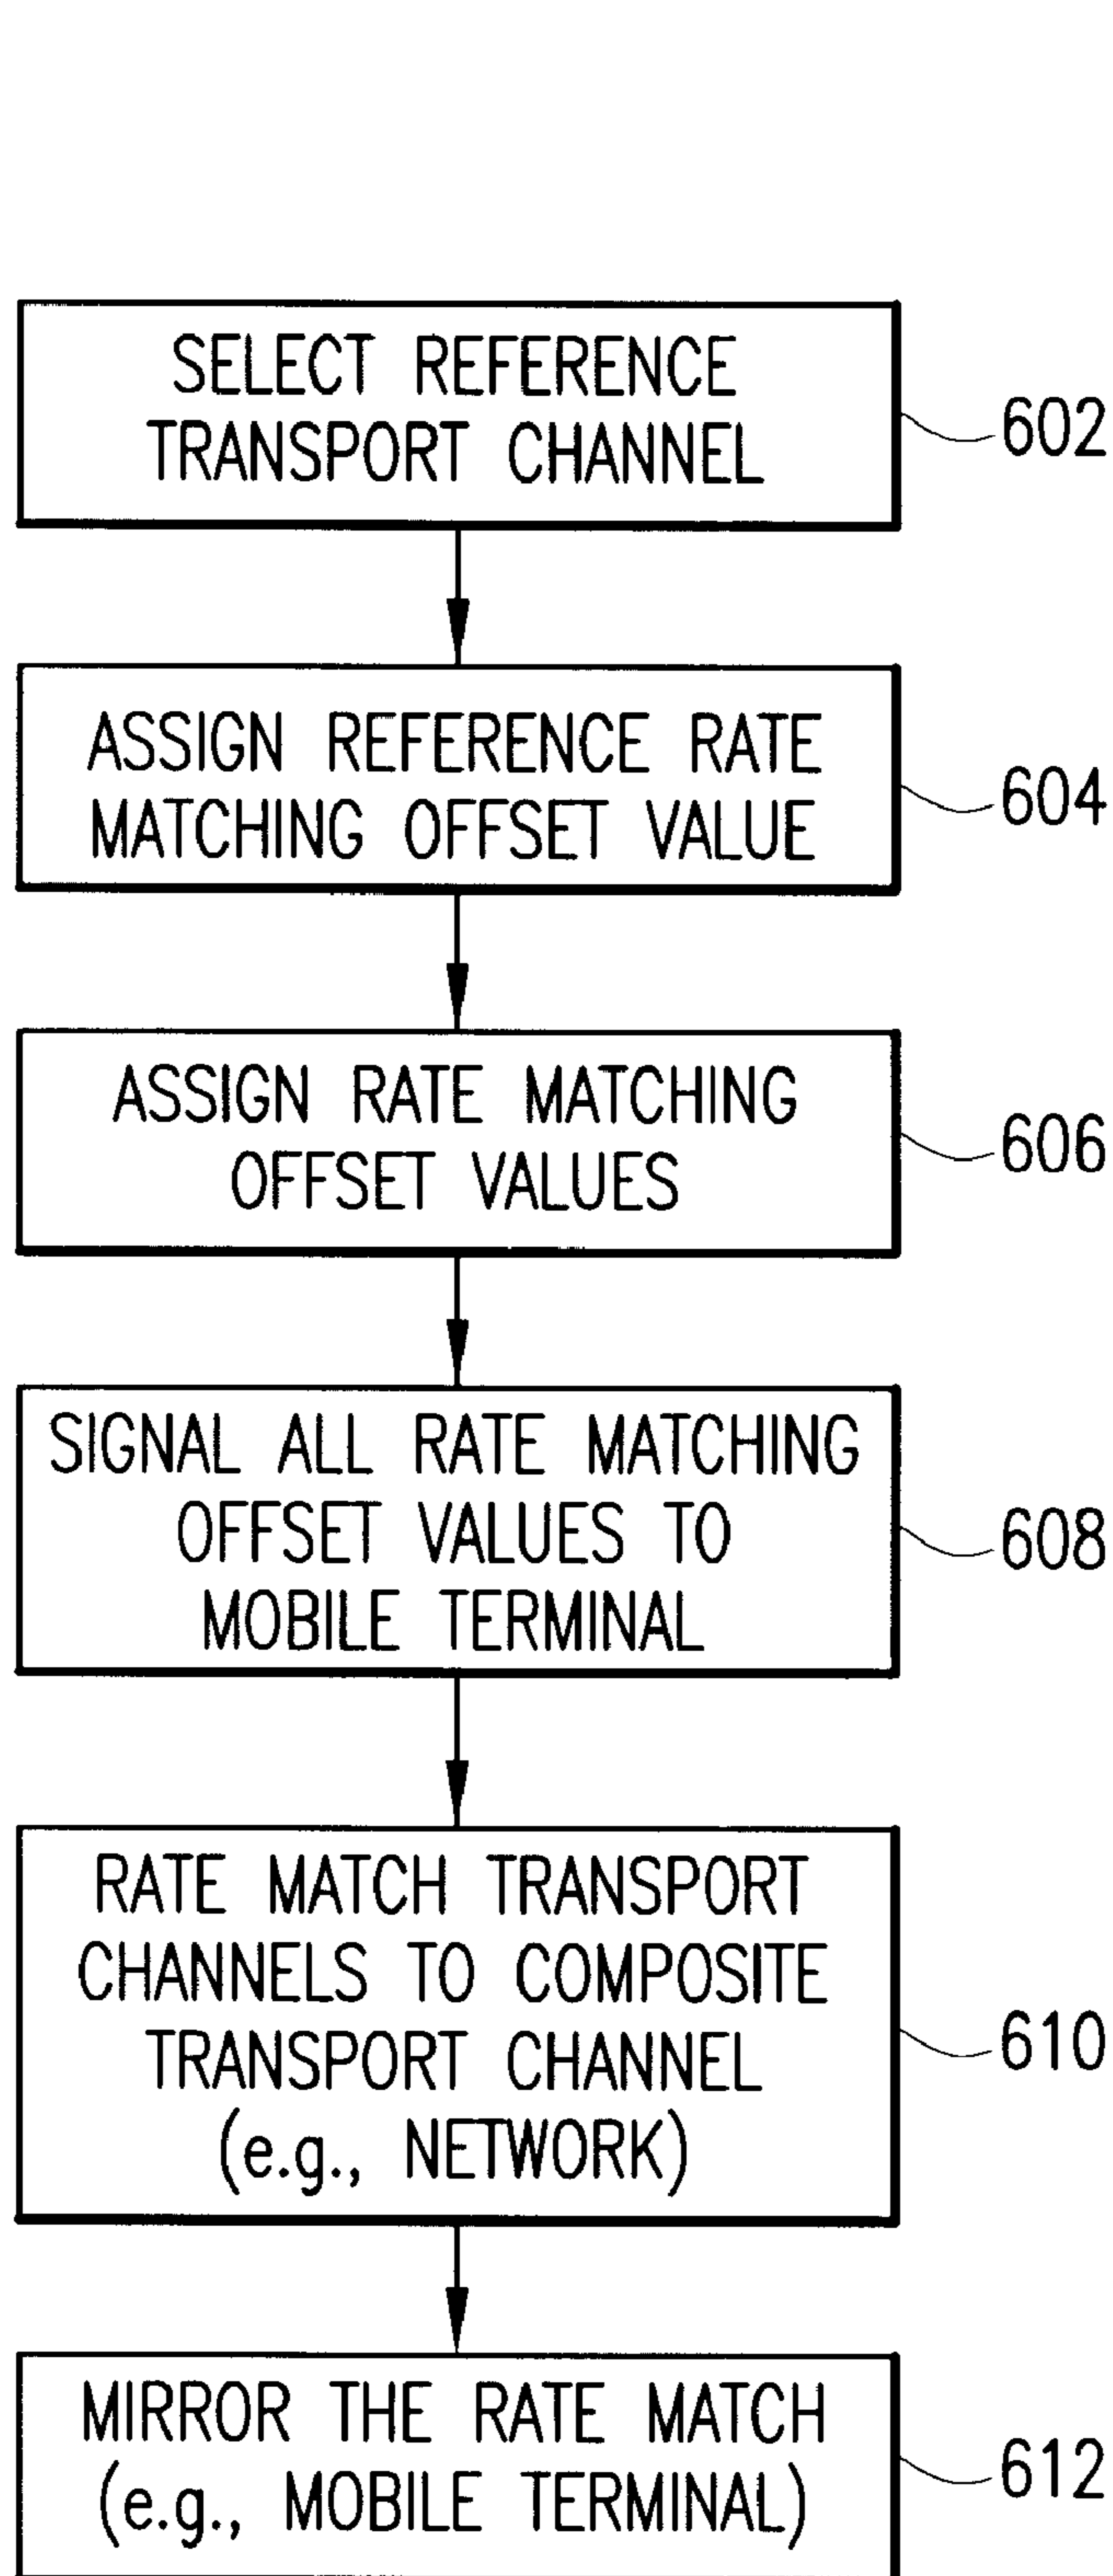 SELECT REFERENCE
TRANSPORT CHANNEL
602
ASSIGN REFERENCE RATE
MATCHING OFFSET VALUE
604
ASSIGN RATE MATCHING
OFFSET VALUES
606
SIGNAL ALL RATE MATCHING
OFFSET VALUES TO
MOBILE TERMINAL
608
RATE MATCH TRANSPORT
CHANNELS TO COMPOSITE
TRANSPORT CHANNEL
(e.g., NETWORK)
610
MIRROR THE RATE MATCH
(e.g., MOBILE TERMINAL)
612